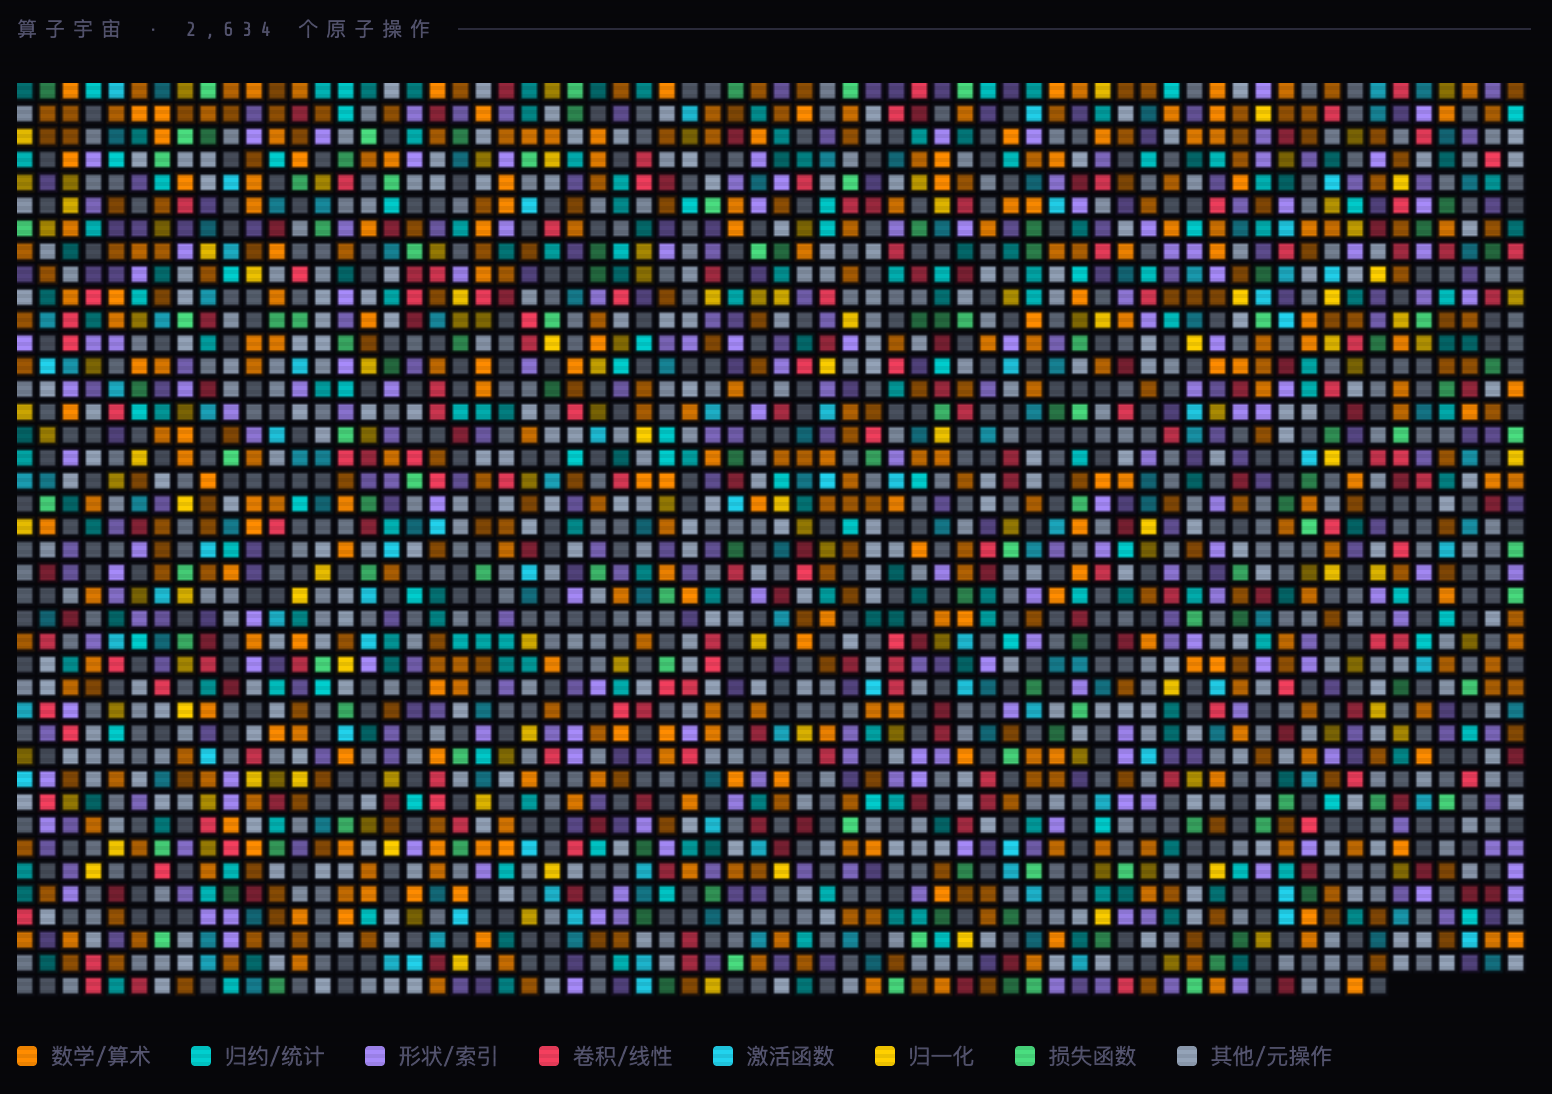 算子宇宙 · 2,634 个原子操作
数学/算术 归约/统计 形状/索引 卷积/线性 激活函数 归一化 损失函数 其他/元操作